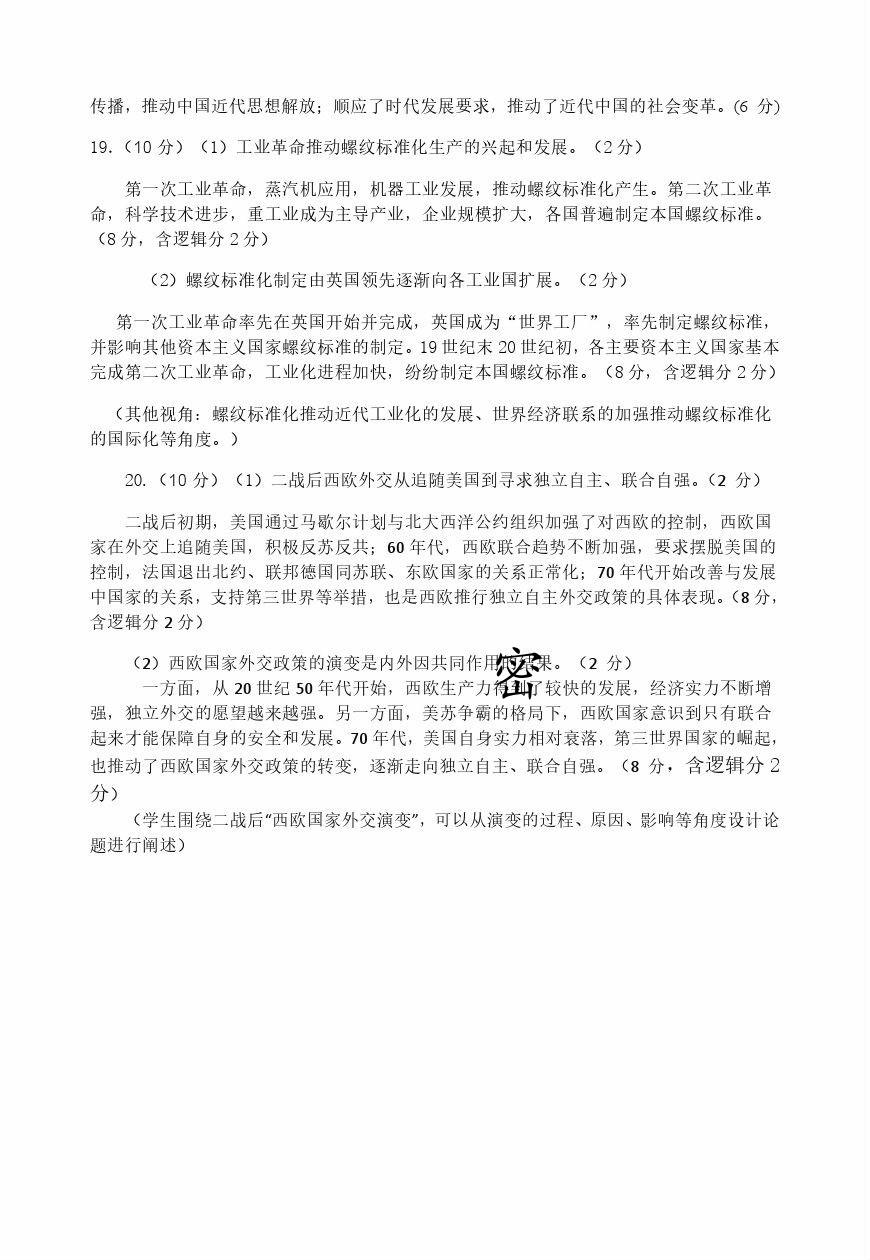 传播，推动中国近代思想解放；顺应了时代发展要求，推动了近代中国的社会变革。(6 分)
19.（10 分）（1）工业革命推动螺纹标准化生产的兴起和发展。（2 分）
第一次工业革命，蒸汽机应用，机器工业发展，推动螺纹标准化产生。第二次工业革
命，科学技术进步，重工业成为主导产业，企业规模扩大，各国普遍制定本国螺纹标准。
（8 分，含逻辑分 2 分）
（2）螺纹标准化制定由英国领先逐渐向各工业国扩展。（2 分）
第一次工业革命率先在英国开始并完成，英国成为“世界工厂”，率先制定螺纹标准，
并影响其他资本主义国家螺纹标准的制定。19 世纪末 20 世纪初，各主要资本主义国家基本
完成第二次工业革命，工业化进程加快，纷纷制定本国螺纹标准。（8 分，含逻辑分 2 分）
（其他视角：螺纹标准化推动近代工业化的发展、世界经济联系的加强推动螺纹标准化
的国际化等角度。）
20.（10 分）（1）二战后西欧外交从追随美国到寻求独立自主、联合自强。（2 分）
二战后初期，美国通过马歇尔计划与北大西洋公约组织加强了对西欧的控制，西欧国
家在外交上追随美国，积极反苏反共；60 年代，西欧联合趋势不断加强，要求摆脱美国的
控制，法国退出北约、联邦德国同苏联、东欧国家的关系正常化；70 年代开始改善与发展
中国家的关系，支持第三世界等举措，也是西欧推行独立自主外交政策的具体表现。（8 分，
含逻辑分 2 分）
（2）西欧国家外交政策的演变是内外因共同作用的结果。（2 分）
密
一方面，从 20 世纪 50 年代开始，西欧生产力得到了较快的发展，经济实力不断增
强，独立外交的愿望越来越强。另一方面，美苏争霸的格局下，西欧国家意识到只有联合
起来才能保障自身的安全和发展。70 年代，美国自身实力相对衰落，第三世界国家的崛起，
也推动了西欧国家外交政策的转变，逐渐走向独立自主、联合自强。（8 分，含逻辑分 2
分）
（学生围绕二战后“西欧国家外交演变”，可以从演变的过程、原因、影响等角度设计论
题进行阐述）